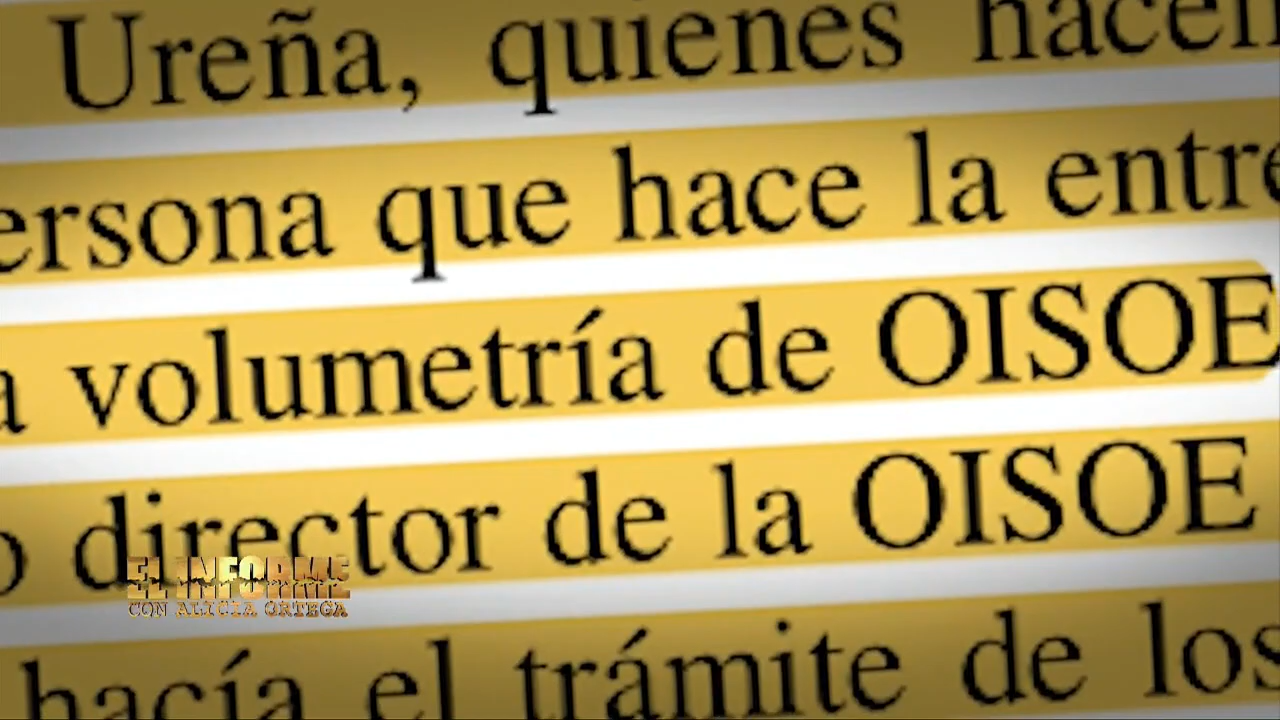 Ureña, quienes hacen
ersona que hace la entre
a volumetría de OISOE
o director de la OISOE
hacía el trámite de los
EL INFORME
CON ALICIA ORTEGA